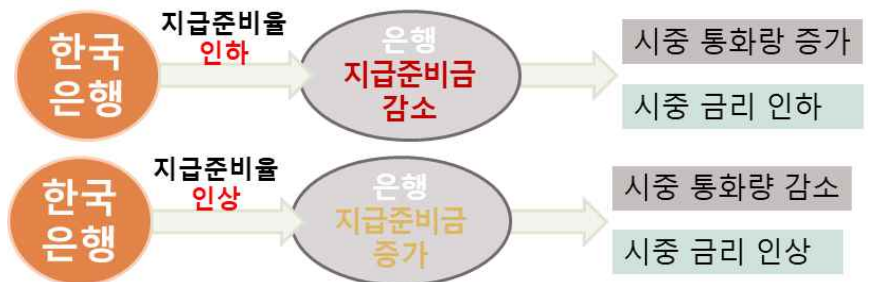 한국
은행
지급준비율
인하
은행
지급준비금
감소
시중 통화랑 증가
시중 금리 인하
한국
은행
지급준비율
인상
은행
지급준비금
증가
시중 통화량 감소
시중 금리 인상